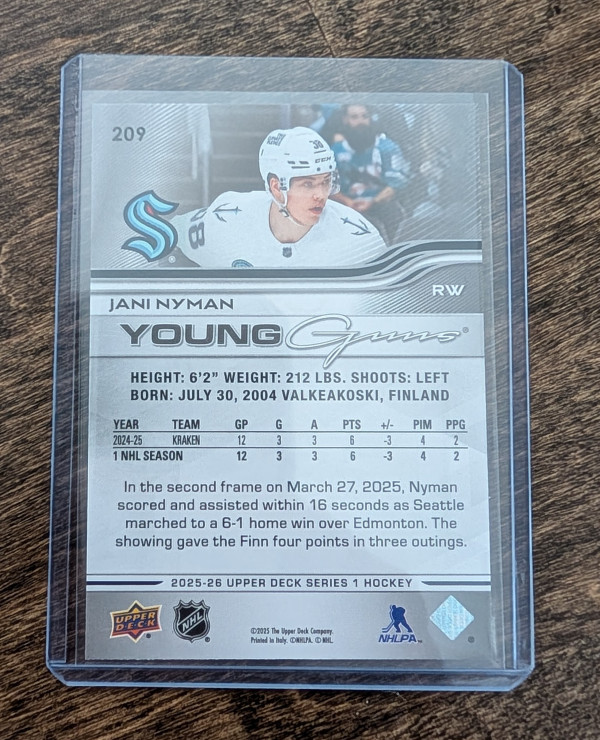 209
38
CCM
38
RW
JANI NYMAN
YOUNG Guns®
HEIGHT: 6'2" WEIGHT: 212 LBS. SHOOTS: LEFT
BORN: JULY 30, 2004 VALKEAKOSKI, FINLAND
YEAR TEAM GP G A PTS +/- PIM PPG
2024-25 KRAKEN 12 3 3 6 -3 4 2
1 NHL SEASON 12 3 3 6 -3 4 2
In the second frame on March 27, 2025, Nyman
scored and assisted within 16 seconds as Seattle
marched to a 6-1 home win over Edmonton. The
showing gave the Finn four points in three outings.
2025-26 UPPER DECK SERIES 1 HOCKEY
UPPER
DECK
NHL
©2025 The Upper Deck Company.
Printed in Italy. ©NHLPA. © NHL.
NHLPA™